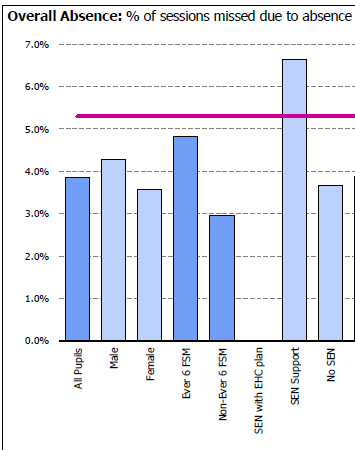 Overall Absence: % of sessions missed due to absence
7.0%
6.0%
5.0%
4.0%
3.0%
2.0%
1.0%
0.0%
All Pupils
Male
Female
Ever 6 FSM
Non-Ever 6 FSM
SEN with EHC plan
SEN Support
No SEN